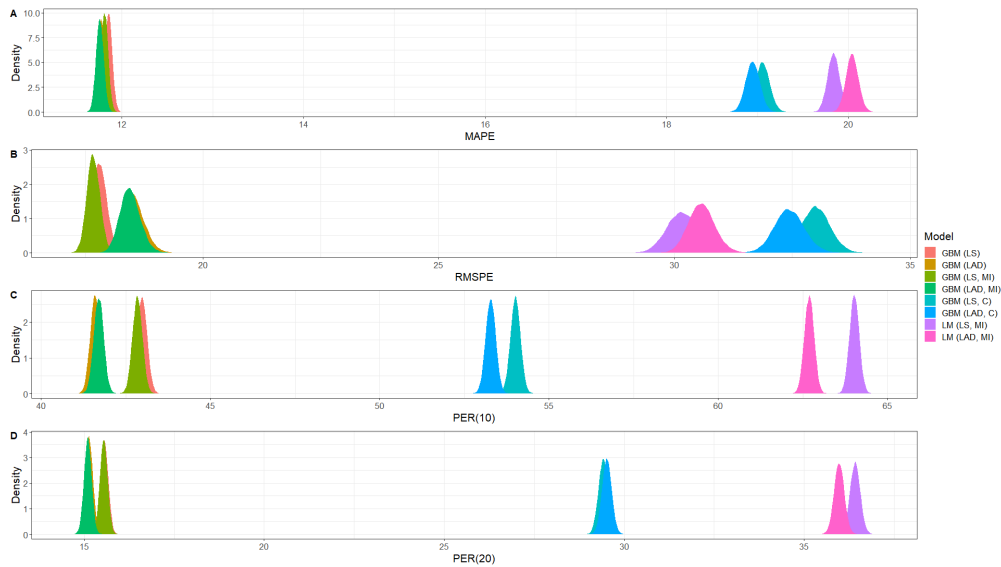 A
Density
10.0
7.5
5.0
2.5
0.0
12
14
16
18
20
MAPE
B
Density
3
2
1
0
20
25
30
35
RMSPE
C
Density
2
1
0
40
45
50
55
60
65
PER(10)
D
Density
4
3
2
1
0
15
20
25
30
35
PER(20)
Model
GBM (LS)
GBM (LAD)
GBM (LS, MI)
GBM (LAD, MI)
GBM (LS, C)
GBM (LAD, C)
LM (LS, MI)
LM (LAD, MI)